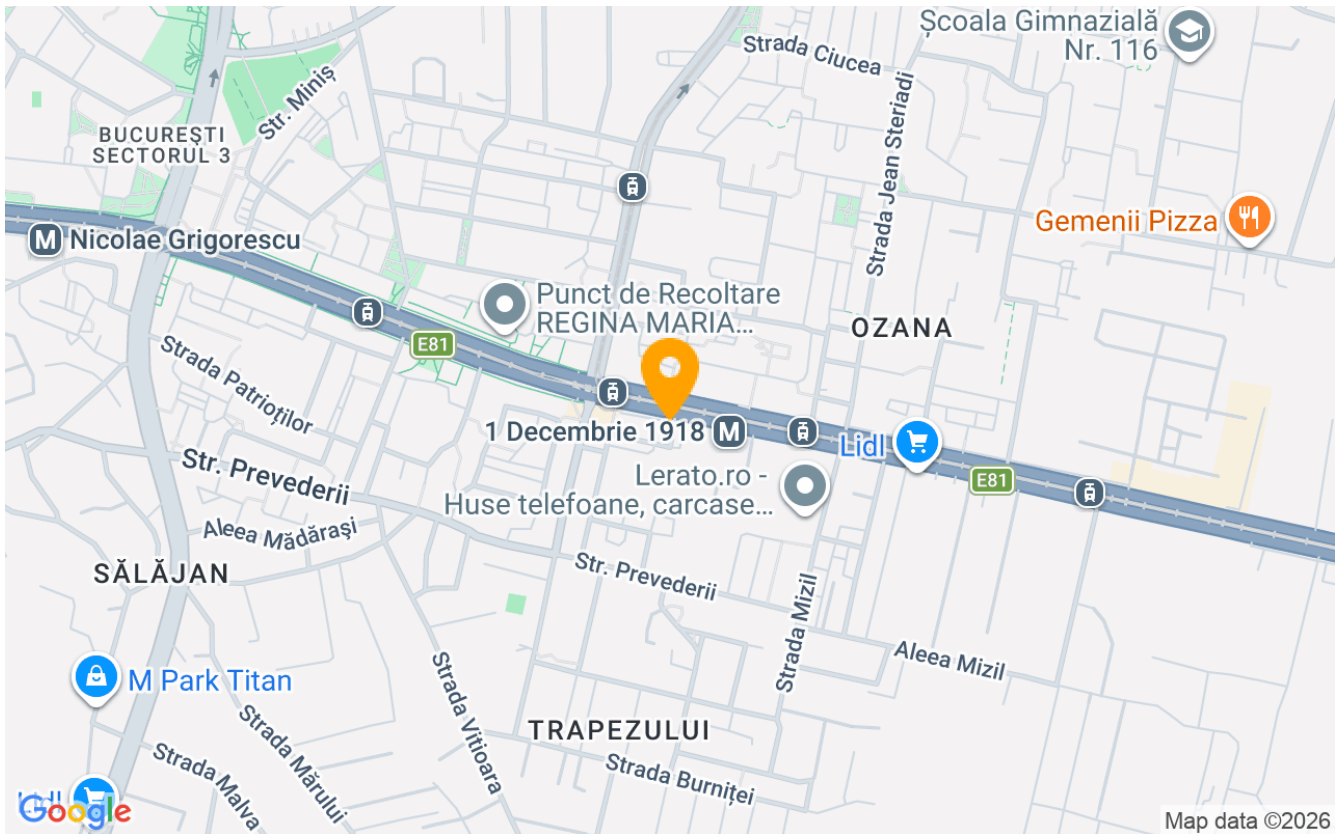 Școala Gimnazială
Nr. 116
Strada Ciucea
Str. Miniș
BUCUREȘTI
SECTORUL 3
Strada Jean Steriadi
Gemenii Pizza
M
Nicolae Grigorescu
Punct de Recoltare
REGINA MARIA...
OZANA
E81
Strada Patrioților
1 Decembrie 1918
M
Lidl
Str. Prevederii
Lerato.ro -
Huse telefoane, carcase...
E81
Aleea Mădărași
SĂLĂJAN
Str. Prevederii
Strada Mizil
Aleea Mizil
M Park Titan
Strada Vitioara
TRAPEZULUI
Strada Mărului
Strada Malva
Strada Burniței
Lidl
Google
Map data ©2026